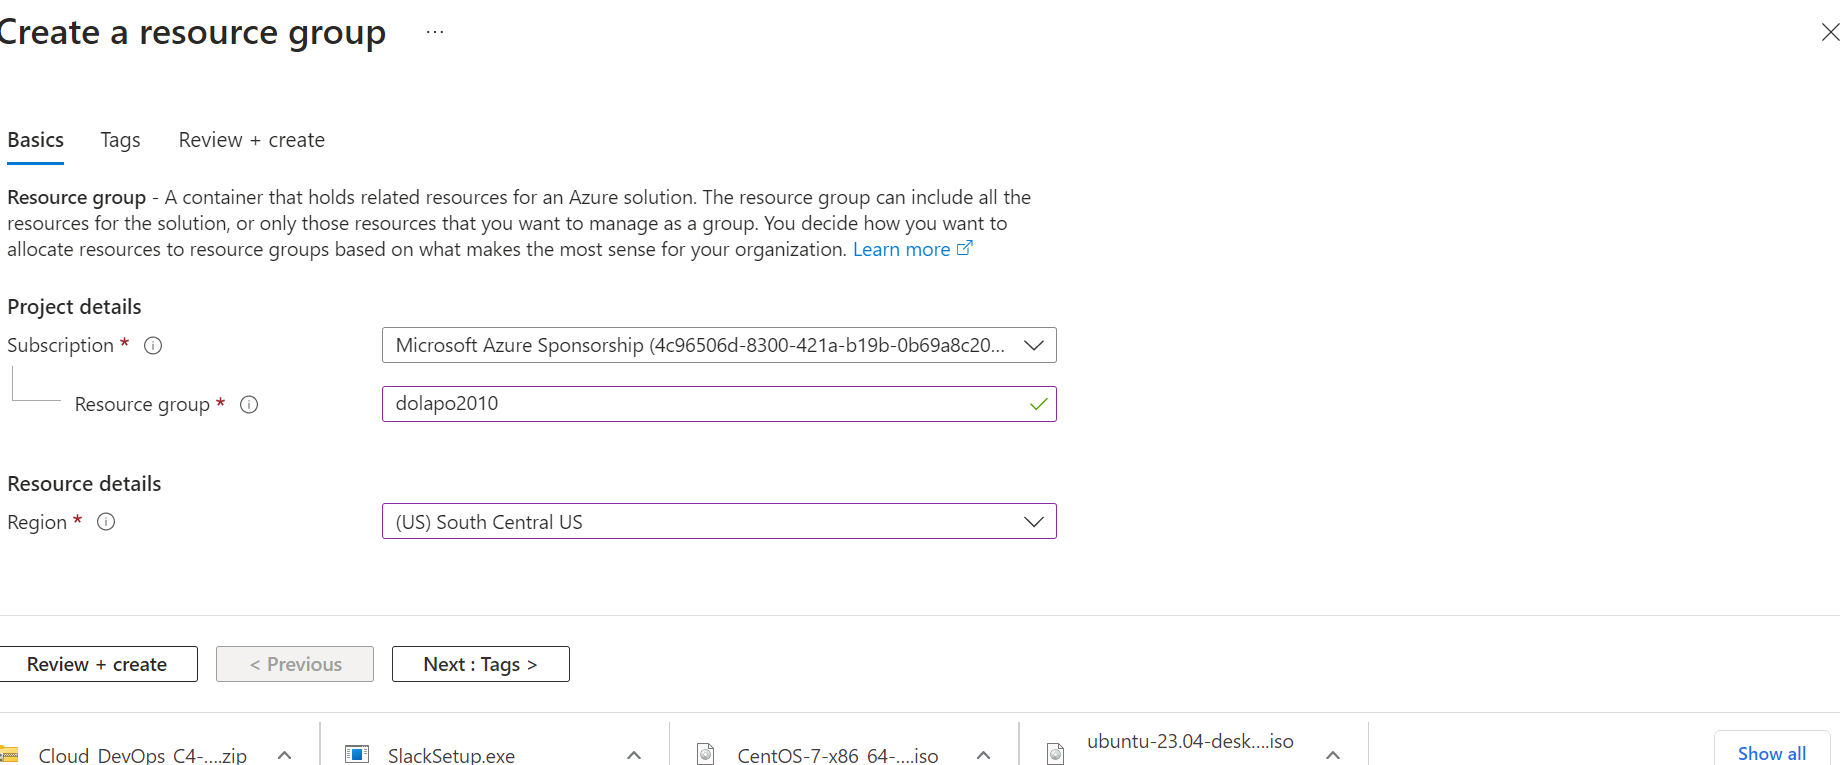 Create a resource group ...
Basics Tags Review + create
Resource group - A container that holds related resources for an Azure solution. The resource group can include all the
resources for the solution, or only those resources that you want to manage as a group. You decide how you want to
allocate resources to resource groups based on what makes the most sense for your organization. Learn more
Project details
Subscription * Microsoft Azure Sponsorship (4c96506d-8300-421a-b19b-0b69a8c20...
Resource group * dolapo2010
Resource details
Region * (US) South Central US
Review + create < Previous Next : Tags >
Cloud_DevOps_C4-....zip SlackSetup.exe CentOS-7-x86_64-....iso ubuntu-23.04-desk....iso Show all